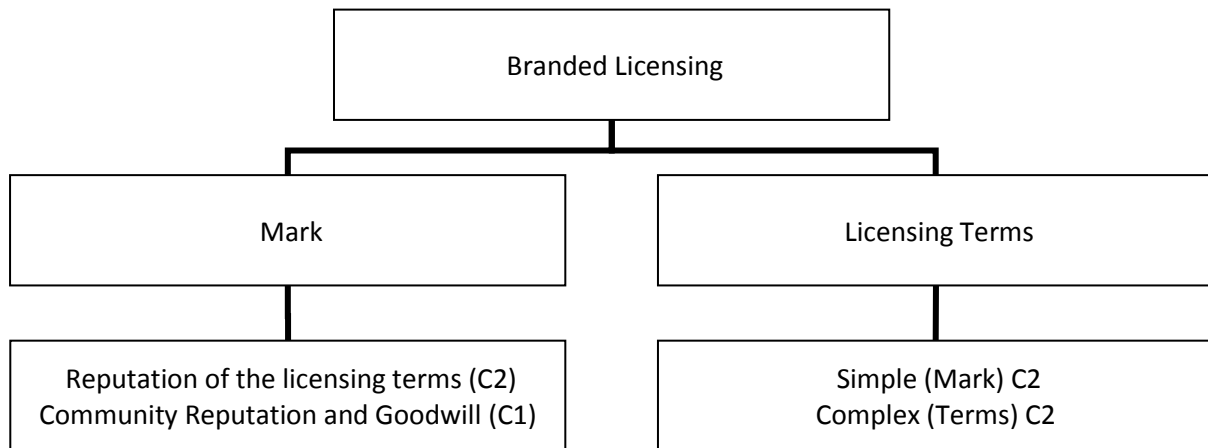 Branded Licensing
Mark
Licensing Terms
Reputation of the licensing terms (C2)
Community Reputation and Goodwill (C1)
Simple (Mark) C2
Complex (Terms) C2